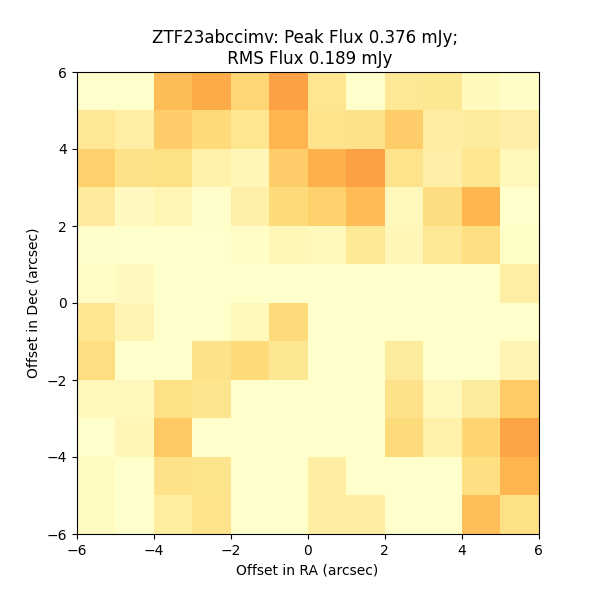 ZTF23abccimv: Peak Flux 0.376 mJy;
RMS Flux 0.189 mJy
6
4
2
0
−2
−4
−6
Offset in Dec (arcsec)
−6 −4 −2 0 2 4 6
Offset in RA (arcsec)